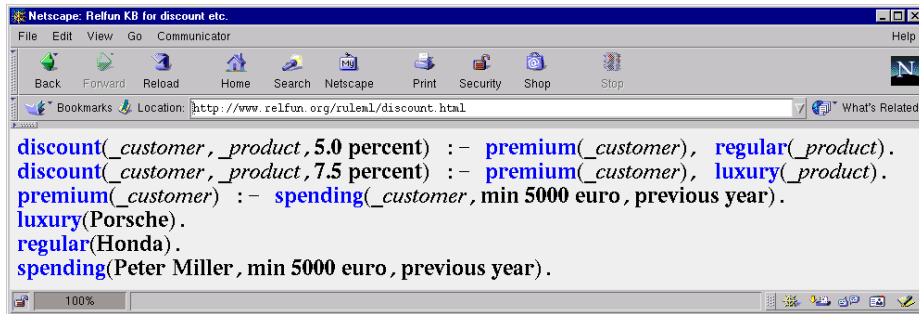 Netscape: Relfun KB for discount etc.
File Edit View Go Communicator Help
Back Forward Reload Home Search Netscape Print Security Shop Stop
Bookmarks Location: http://www.relfun.org/ruleml/discount.html What's Related
discount(_customer,_product,5.0 percent) :- premium(_customer), regular(_product).
discount(_customer,_product,7.5 percent) :- premium(_customer), luxury(_product).
premium(_customer) :- spending(_customer,min 5000 euro,previous year).
luxury(Porsche).
regular(Honda).
spending(Peter Miller,min 5000 euro,previous year).
100%